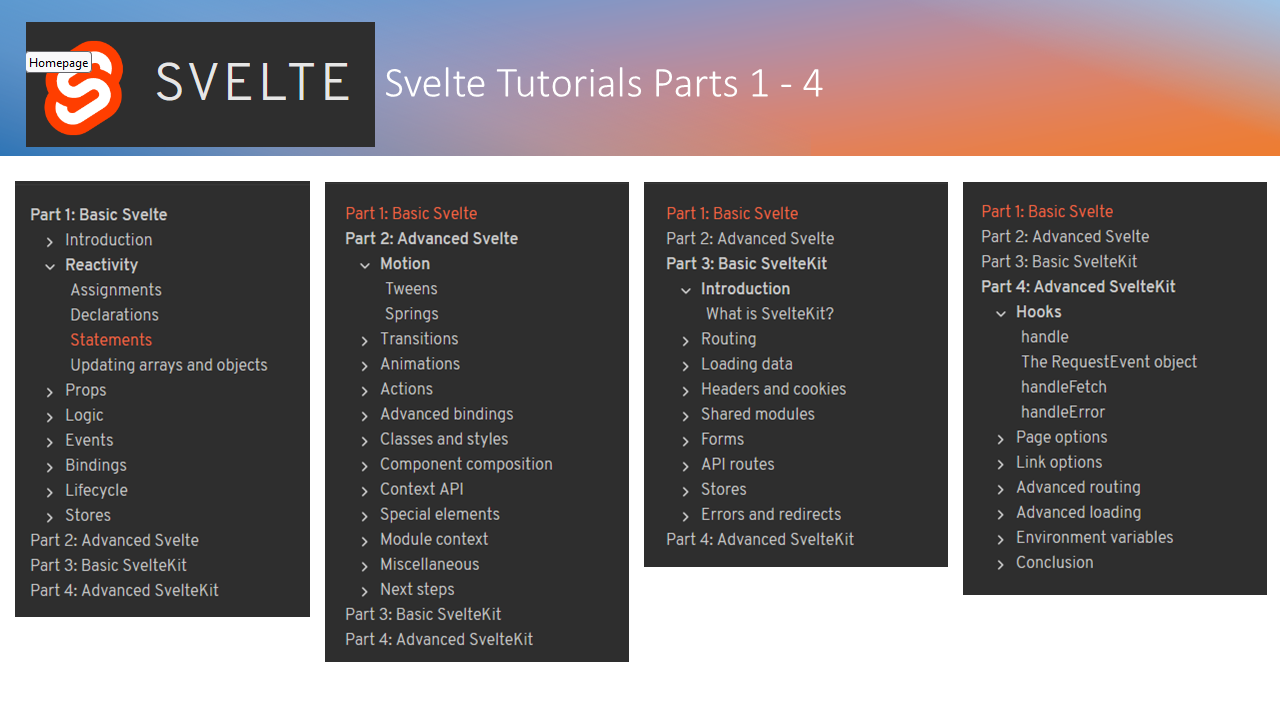 Homepage
SVELTE
Svelte Tutorials Parts 1 - 4
Part 1: Basic Svelte
Introduction
Reactivity
Assignments
Declarations
Statements
Updating arrays and objects
Props
Logic
Events
Bindings
Lifecycle
Stores
Part 2: Advanced Svelte
Part 3: Basic SvelteKit
Part 4: Advanced SvelteKit
Part 1: Basic Svelte
Part 2: Advanced Svelte
Motion
Tweens
Springs
Transitions
Animations
Actions
Advanced bindings
Classes and styles
Component composition
Context API
Special elements
Module context
Miscellaneous
Next steps
Part 3: Basic SvelteKit
Part 4: Advanced SvelteKit
Part 1: Basic Svelte
Part 2: Advanced Svelte
Part 3: Basic SvelteKit
Introduction
What is SvelteKit?
Routing
Loading data
Headers and cookies
Shared modules
Forms
API routes
Stores
Errors and redirects
Part 4: Advanced SvelteKit
Part 1: Basic Svelte
Part 2: Advanced Svelte
Part 3: Basic SvelteKit
Part 4: Advanced SvelteKit
Hooks
handle
The RequestEvent object
handleFetch
handleError
Page options
Link options
Advanced routing
Advanced loading
Environment variables
Conclusion